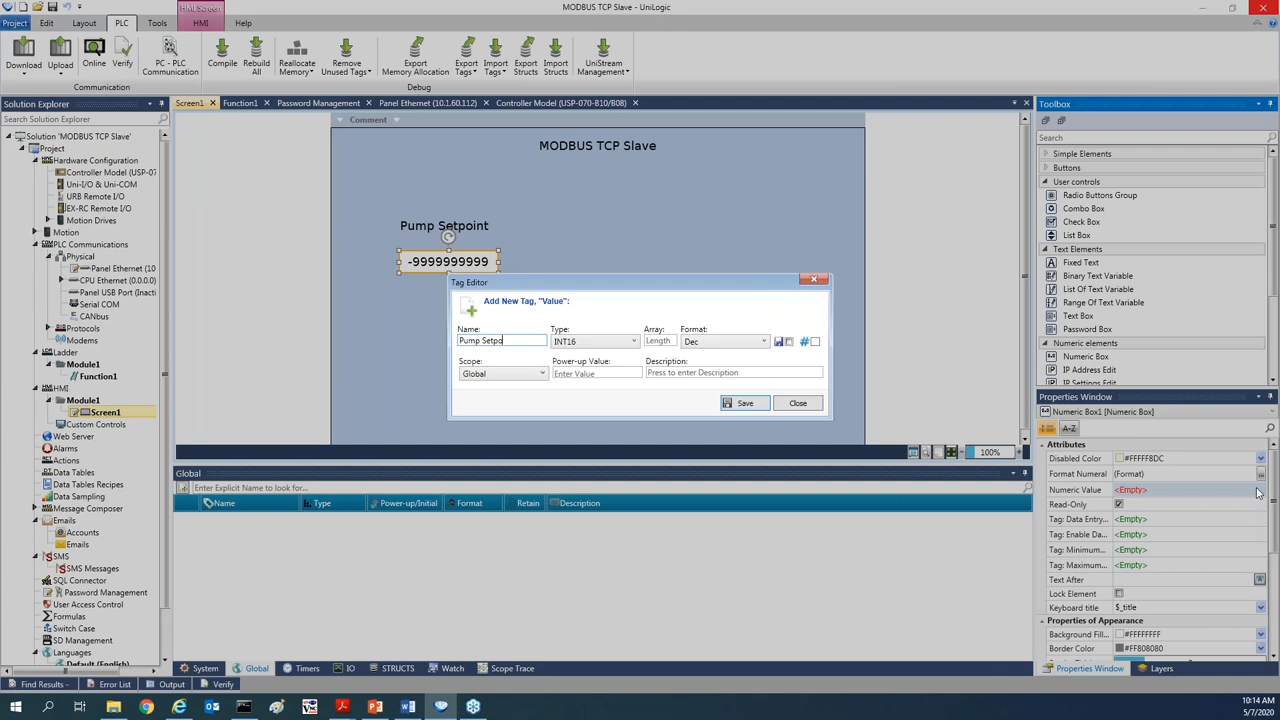 MODBUS TCP Slave - UniLogic
HMI Screen
Project Edit Layout PLC Tools HMI Help
Download Upload Online Verify PC - PLC Communication Compile Rebuild All Reallocate Memory Remove Unused Tags Export Memory Allocation Export Tags Import Tags Export Structs Import Structs UniStream Management
Communication Debug
Solution Explorer
Search Solution Explorer
Solution 'MODBUS TCP Slave'
Project
Hardware Configuration
Controller Model (USP-07
Uni-I/O & Uni-COM
URB Remote I/O
EX-RC Remote I/O
Motion Drives
Motion
PLC Communications
Physical
Panel Ethernet (10
CPU Ethernet (0.0.0.0)
Panel USB Port (Inacti
Serial COM
CANbus
Protocols
Modems
Ladder
Module1
Function1
HMI
Module1
Screen1
Custom Controls
Web Server
Alarms
Actions
Data Tables
Data Tables Recipes
Data Sampling
Message Composer
Emails
Accounts
Emails
SMS
SMS Messages
SQL Connector
Password Management
User Access Control
Formulas
Switch Case
SD Management
Languages
Default (English)
Screen1 Function1 Password Management Panel Ethernet (10.1.60.112) Controller Model (USP-070-B10/B08)
Comment
MODBUS TCP Slave
Pump Setpoint
-9999999999
Tag Editor
Add New Tag, "Value":
Name: Type: Array: Format:
Pump Setpo INT16 Length Dec #
Scope: Power-up Value: Description:
Global Enter Value Press to enter Description
Save Close
100%
Global
Enter Explicit Name to look for...
Name Type Power-up/Initial Format Retain Description
System Global Timers IO STRUCTS Watch Scope Trace
Toolbox
Search
Simple Elements
Buttons
User controls
Radio Buttons Group
Combo Box
Check Box
List Box
Text Elements
Fixed Text
Binary Text Variable
List Of Text Variable
Range Of Text Variable
Text Box
Password Box
Numeric elements
Numeric Box
IP Address Edit
IP Settings Edit
Properties Window
Numeric Box1 [Numeric Box]
A-Z
Attributes
Disabled Color #FFFFF8DC
Format Numeral (Format)
Numeric Value <Empty>
Read-Only
Tag: Data Entry... <Empty>
Tag: Enable Da... <Empty>
Tag: Minimum... <Empty>
Tag: Maximum... <Empty>
Text After
Lock Element
Keyboard title $_title
Properties of Appearance
Background Fill... #FFFFFFFF
Border Color #FF808080
Properties Window Layers
Find Results Error List Output Verify
10:14 AM
5/7/2020